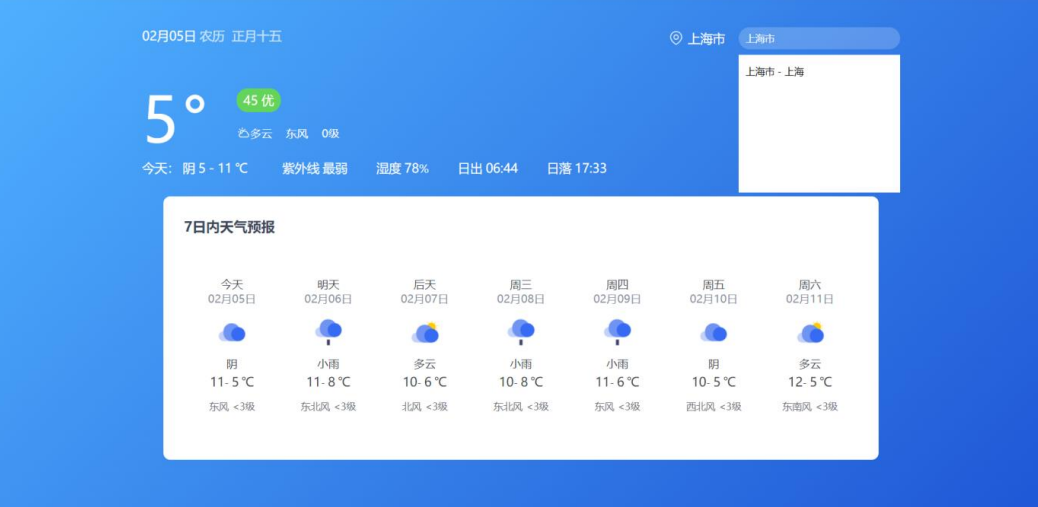 02月05日 农历 正月十五
上海市
上海市
上海市 - 上海
5°
45 优
多云 东风 0级
今天: 阴 5 - 11 ℃ 紫外线 最弱 湿度 78% 日出 06:44 日落 17:33
7日内天气预报
今天 明天 后天 周三 周四 周五 周六
02月05日 02月06日 02月07日 02月08日 02月09日 02月10日 02月11日
阴 小雨 多云 小雨 小雨 阴 多云
11- 5 ℃ 11- 8 ℃ 10- 6 ℃ 10- 8 ℃ 11- 6 ℃ 10- 5 ℃ 12- 5 ℃
东风 <3级 东北风 <3级 北风 <3级 东北风 <3级 东风 <3级 西北风 <3级 东南风 <3级